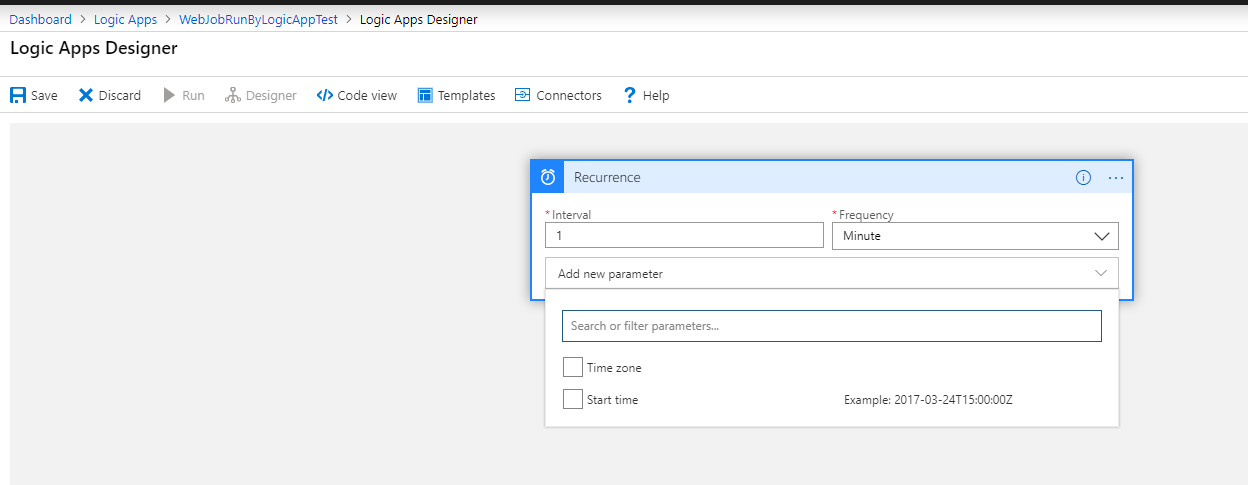 Dashboard > Logic Apps > WebJobRunByLogicAppTest > Logic Apps Designer
Logic Apps Designer
Save Discard Run Designer </> Code view Templates Connectors ? Help
Recurrence
* Interval * Frequency
1 Minute
Add new parameter
Search or filter parameters...
Time zone
Start time Example: 2017-03-24T15:00:00Z